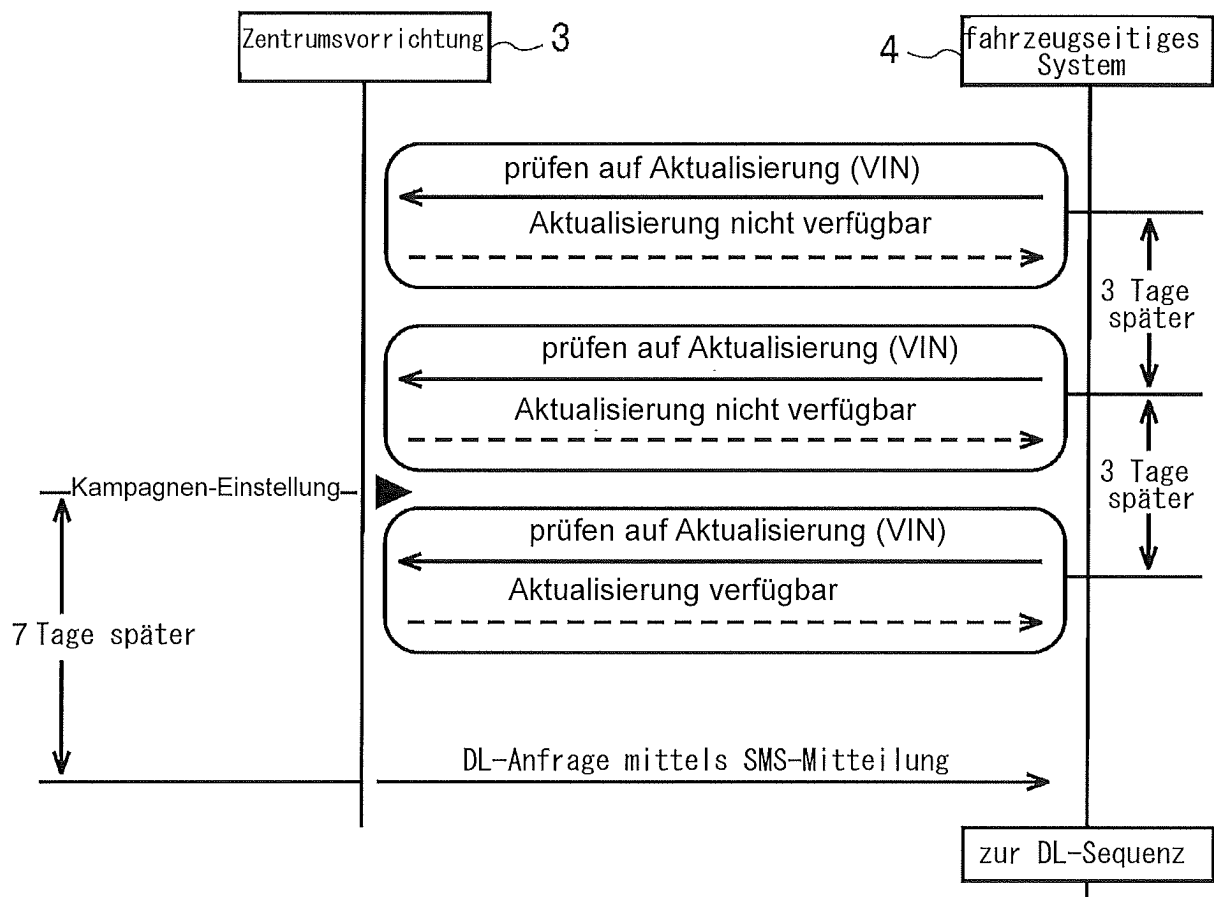 Zentrumsvorrichtung
3
4
fahrzeugseitiges
System
prüfen auf Aktualisierung (VIN)
Aktualisierung nicht verfügbar
3 Tage
später
prüfen auf Aktualisierung (VIN)
Aktualisierung nicht verfügbar
3 Tage
später
Kampagnen-Einstellung
prüfen auf Aktualisierung (VIN)
Aktualisierung verfügbar
7 Tage später
DL-Anfrage mittels SMS-Mitteilung
zur DL-Sequenz